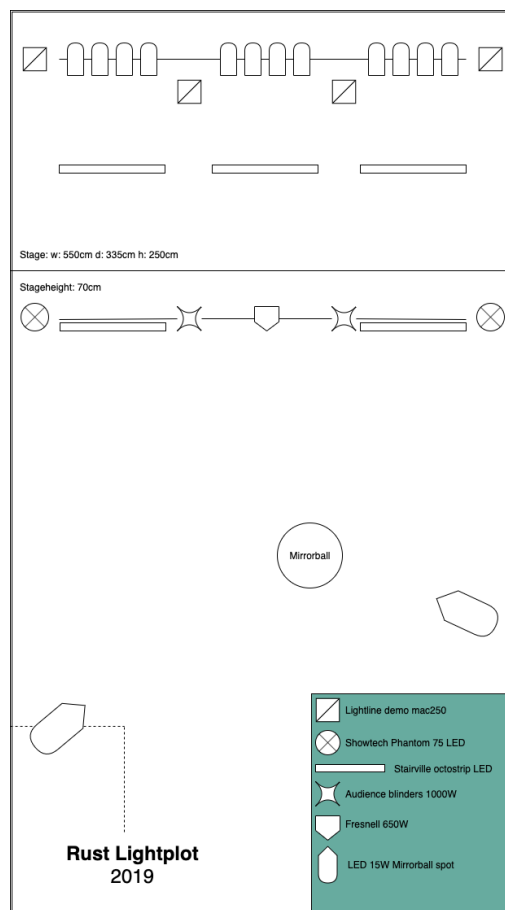 Stage: w: 550cm d: 335cm h: 250cm
Stageheight: 70cm
Mirrorball
Lightline demo mac250
Showtech Phantom 75 LED
Stairville octostrip LED
Audience blinders 1000W
Fresnell 650W
LED 15W Mirrorball spot
Rust Lightplot
2019